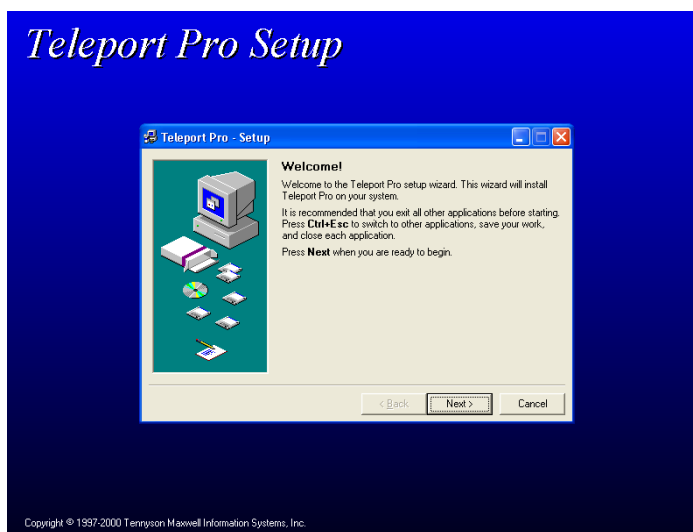 Teleport Pro Setup
Teleport Pro - Setup
Welcome!
Welcome to the Teleport Pro setup wizard. This wizard will install
Teleport Pro on your system.
It is recommended that you exit all other applications before starting.
Press Ctrl+Esc to switch to other applications, save your work,
and close each application.
Press Next when you are ready to begin.
< Back
Next >
Cancel
Copyright © 1997-2000 Tennyson Maxwell Information Systems, Inc.